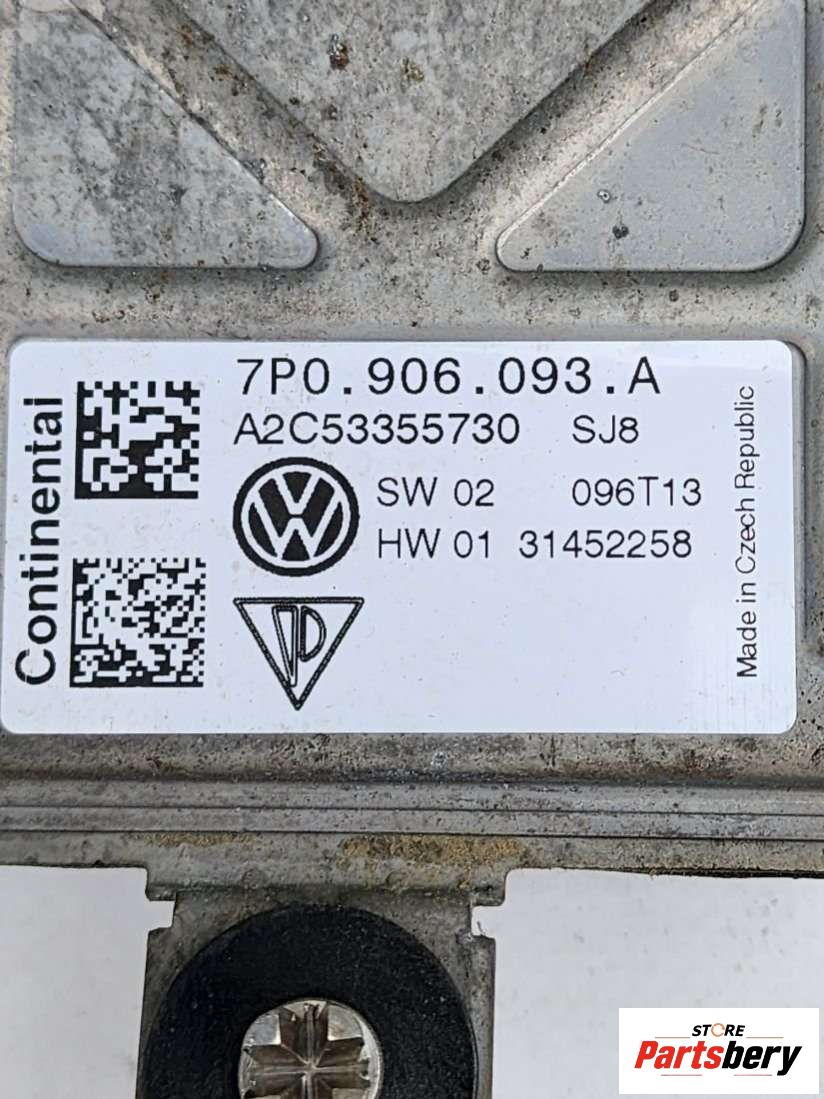 Continental
7P0.906.093.A
A2C53355730 SJ8
SW 02 096T13
HW 01 31452258
Made in Czech Republic
STORE
Partsbery